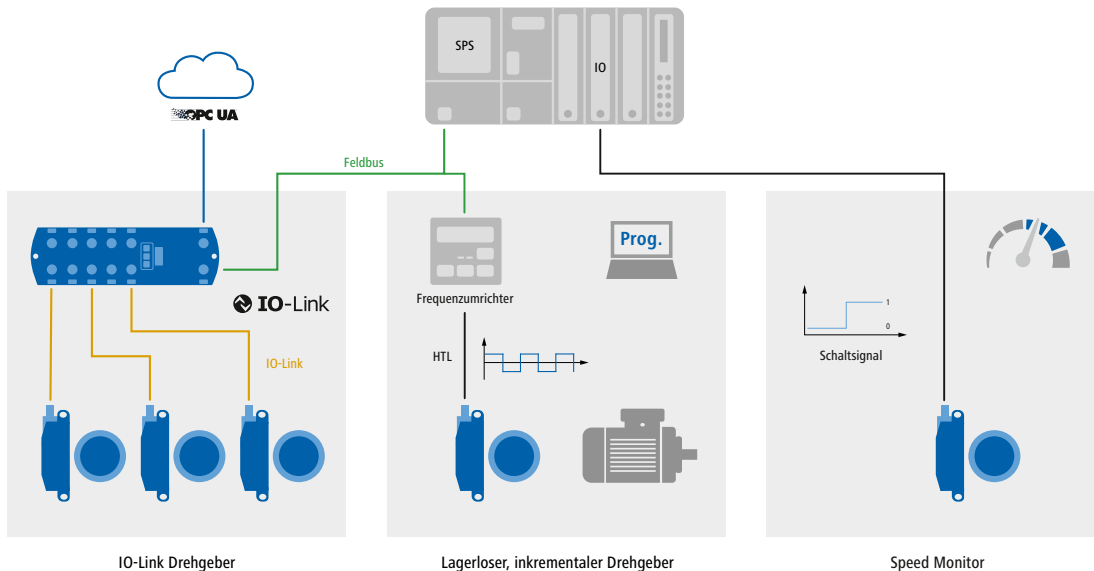 SPS
IO
OPC UA
Feldbus
Prog.
Frequenzumrichter
IO-Link
1
0
HTL
Schaltsignal
IO-Link
IO-Link Drehgeber
Lagerloser, inkrementaler Drehgeber
Speed Monitor